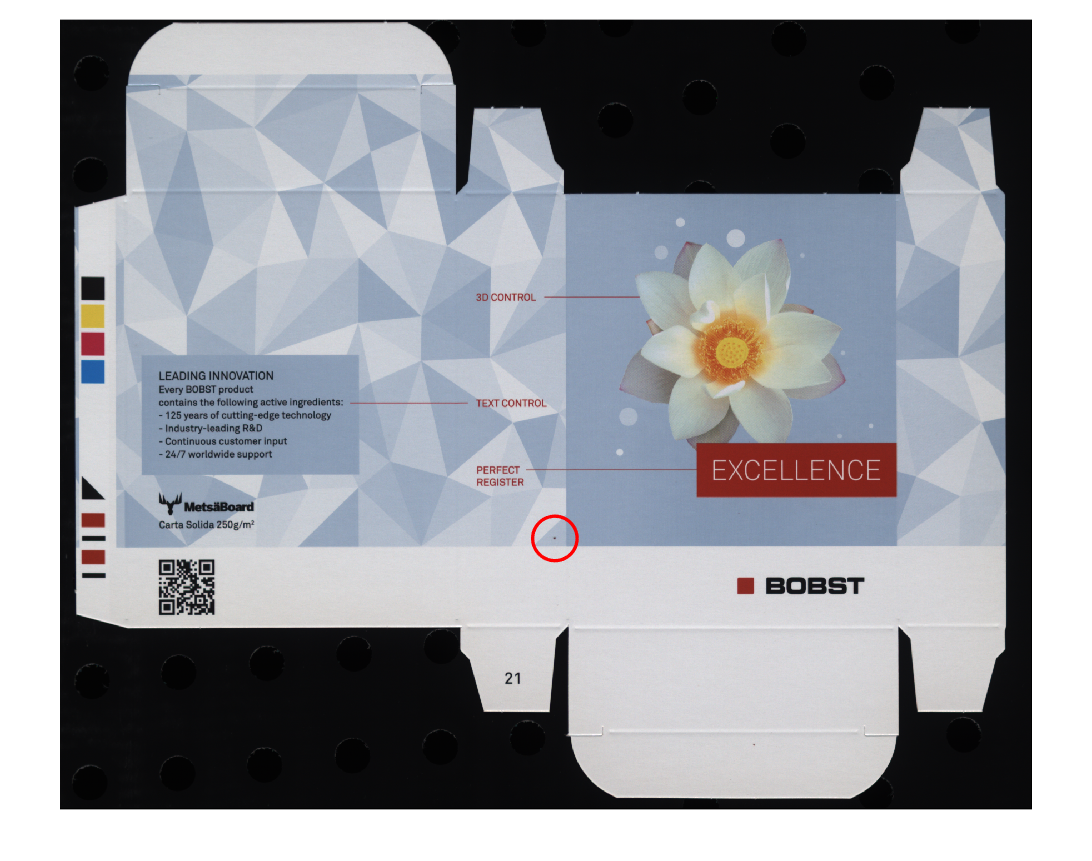 3D CONTROL
LEADING INNOVATION
Every BOBST product
contains the following active ingredients:
- 125 years of cutting-edge technology
- Industry-leading R&D
- Continuous customer input
- 24/7 worldwide support
TEXT CONTROL
PERFECT
REGISTER
EXCELLENCE
MetsäBoard
Carta Solida 250g/m²
BOBST
21